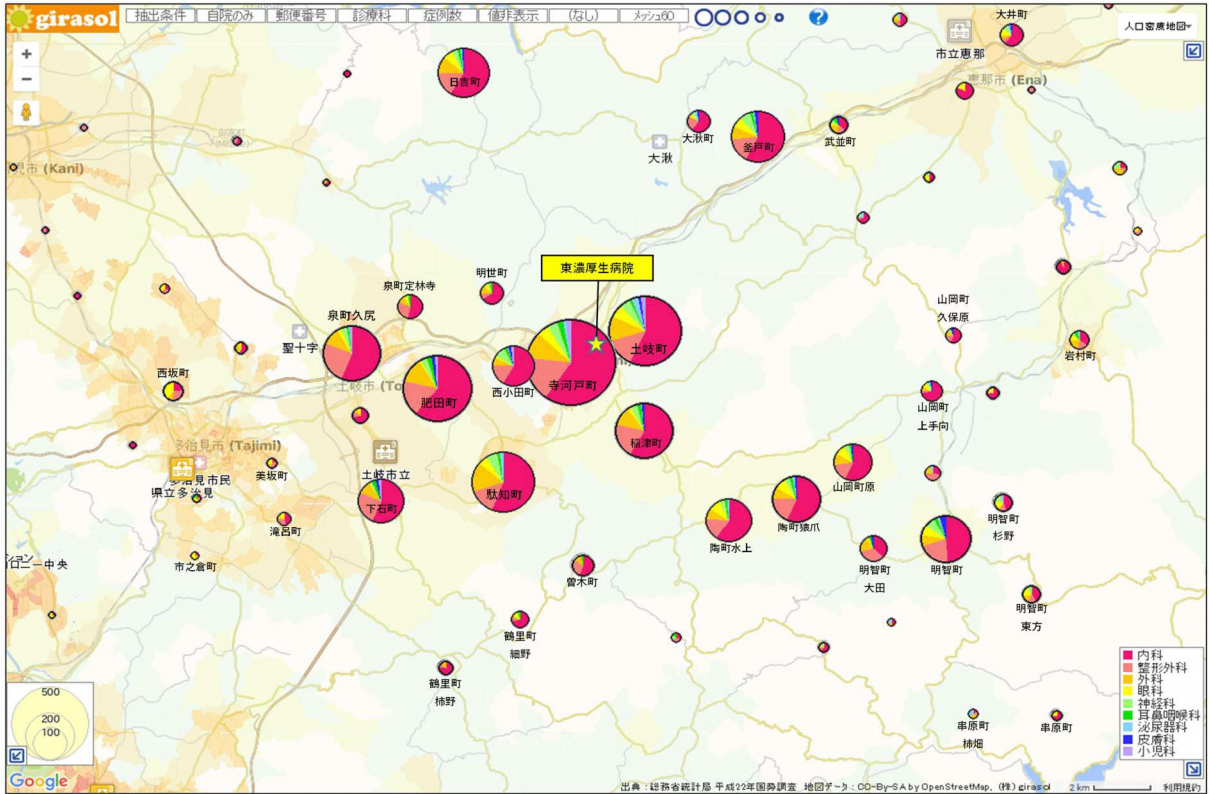 girasol
抽出条件 自院のみ 郵便番号 診療科 症例数 値非表示 (なし) メッシュ60
?
人口密度地図
大井町
市立恵那
恵那市 (Ena)
日吉町
大湫町
大湫
釜戸町
武並町
児市 (Kani)
東濃厚生病院
明世町
泉町定林寺
泉町久尻
聖十字
土岐町
山岡町
久保原
岩村町
西坂町
土岐市 (To
肥田町
西小田町
寺河戸町
山岡町
上手向
稲津町
多治見市 (Tajimi)
多治見市民
県立多治見
美坂町
土岐市立
下石町
駄知町
山岡町原
陶町猿爪
陶町水上
滝呂町
市之倉町
明智町
杉野
明智町
明智町
大田
曽木町
明智町
東方
鶴里町
細野
鶴里町
柿野
串原町
柿畑
串原町
ロニー中央
500
200
100
内科
整形外科
外科
眼科
神経科
耳鼻咽喉科
泌尿器科
皮膚科
小児科
Google
出典：総務省統計局 平成22年国勢調査 地図データ：CC-By-SA by OpenStreetMap, (株) girasol 2 km 利用規約